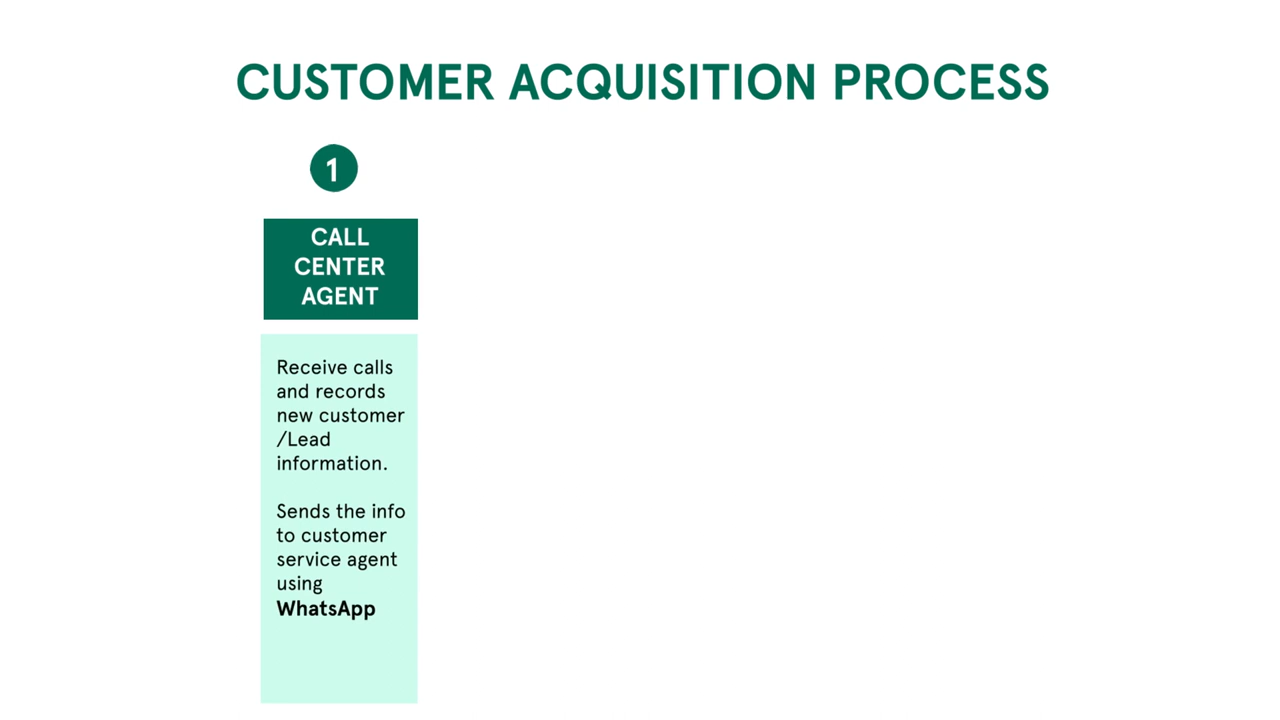 CUSTOMER ACQUISITION PROCESS
1
CALL
CENTER
AGENT
Receive calls
and records
new customer
/Lead
information.
Sends the info
to customer
service agent
using
WhatsApp